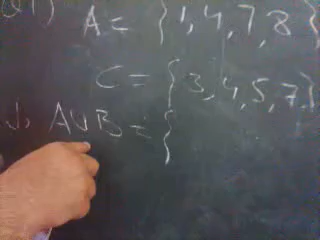 Q1) A = {1, 4, 7, 8}
C = {3, 4, 5, 7}
A∪B = {